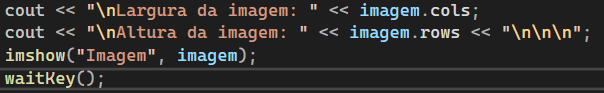 cout << "\nLargura da imagem: " << imagem.cols;
cout << "\nAltura da imagem: " << imagem.rows << "\n\n\n";
imshow("Imagem", imagem);
waitKey();